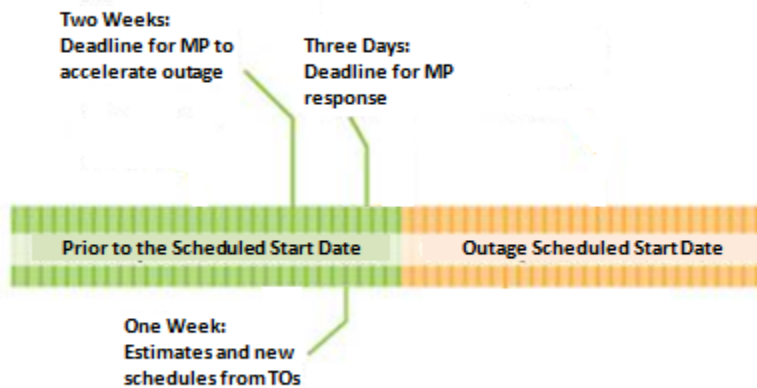 Two Weeks:
Deadline for MP to
accelerate outage
Three Days:
Deadline for MP
response
Prior to the Scheduled Start Date
Outage Scheduled Start Date
One Week:
Estimates and new
schedules from TOs